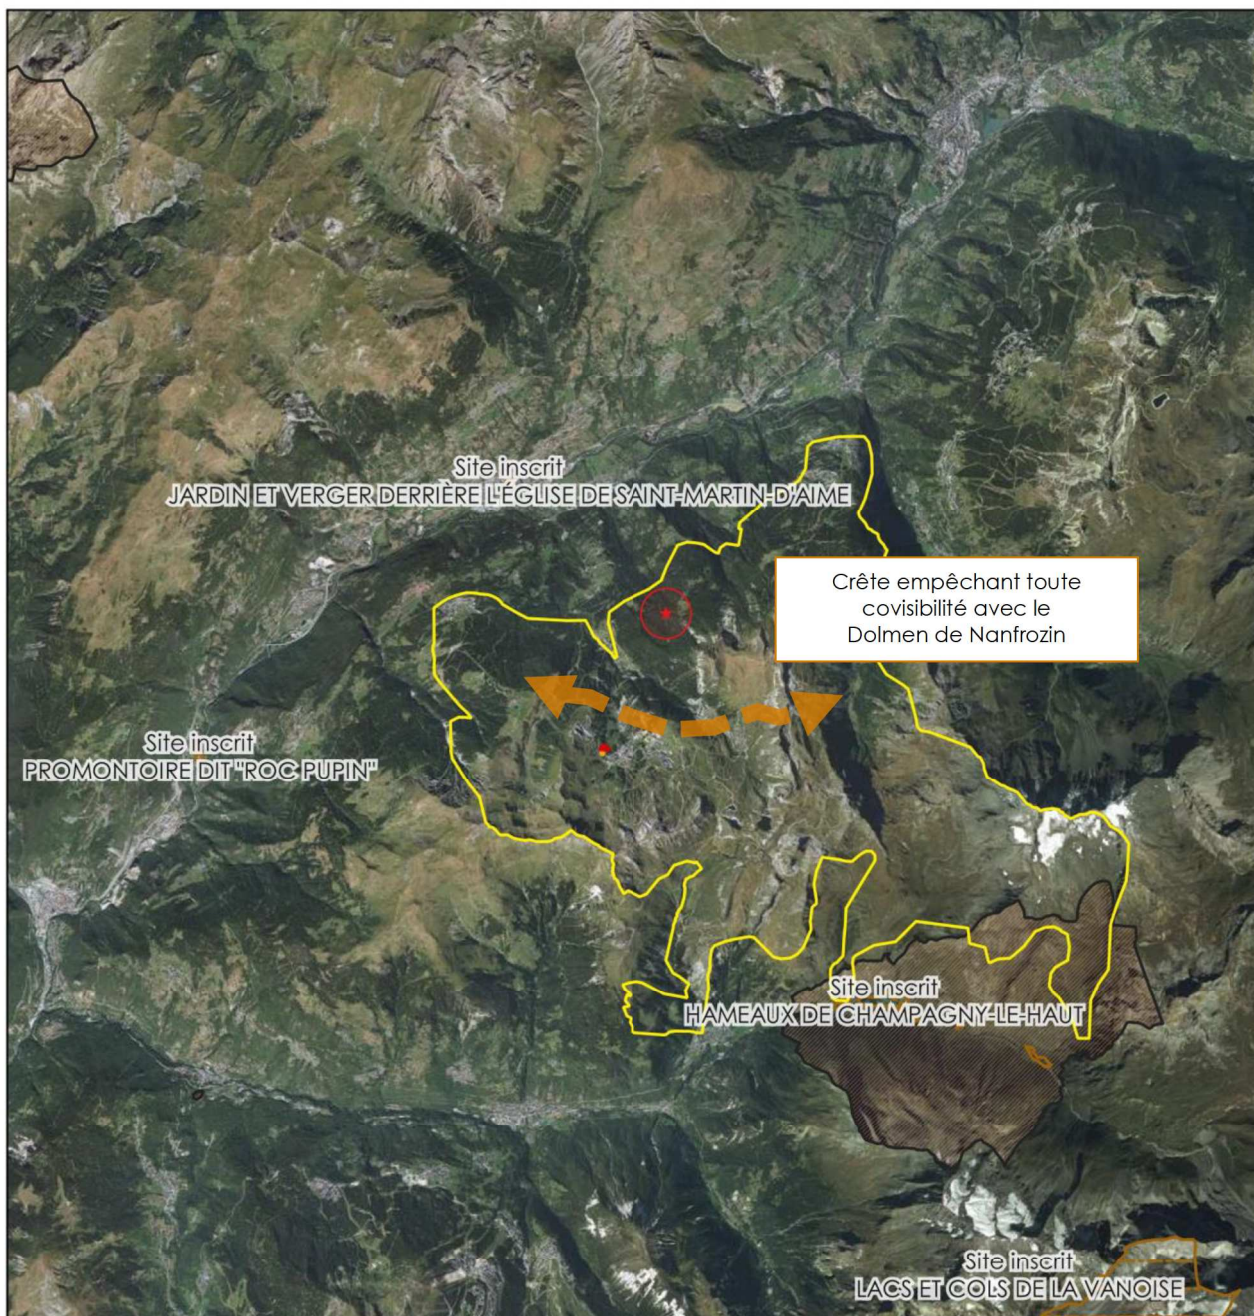 Site inscrit
JARDIN ET VERGER DERRIÈRE L'ÉGLISE DE SAINT-MARTIN-D'AIME
Crête empêchant toute
covisibilité avec le
Dolmen de Nanfrozin
Site inscrit
PROMONTOIRE DIT "ROC PUPIN"
Site inscrit
HAMEAUX DE CHAMPAGNY-LE-HAUT
Site inscrit
LACS ET COLS DE LA VANOISE